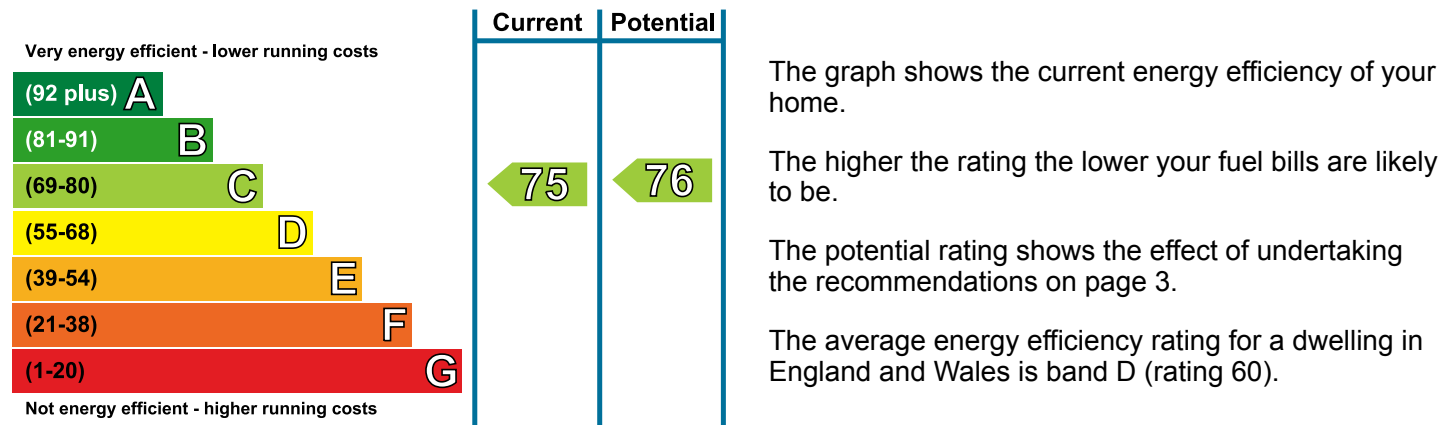 Current Potential
Very energy efficient - lower running costs
(92 plus) A
(81-91) B
(69-80) C
(55-68) D
(39-54) E
(21-38) F
(1-20) G
Not energy efficient - higher running costs
75 76
The graph shows the current energy efficiency of your
home.
The higher the rating the lower your fuel bills are likely
to be.
The potential rating shows the effect of undertaking
the recommendations on page 3.
The average energy efficiency rating for a dwelling in
England and Wales is band D (rating 60).